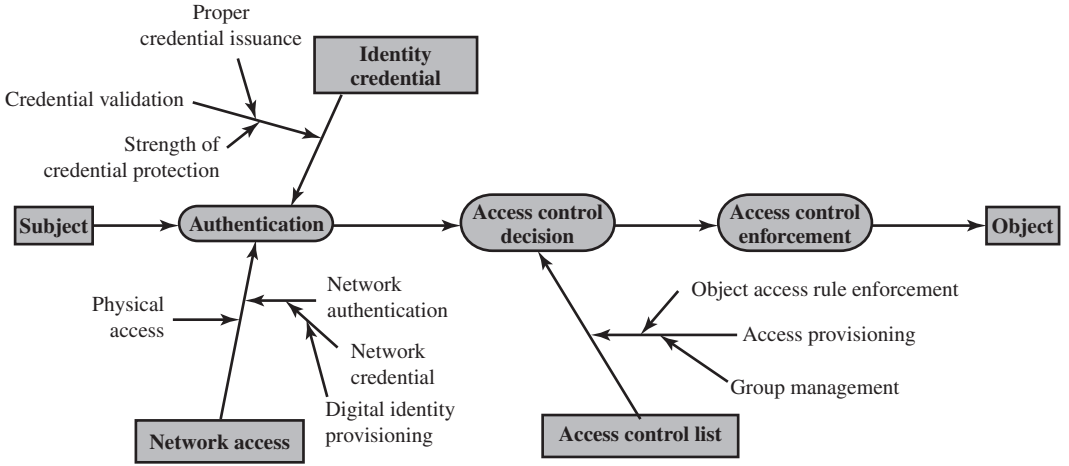 Proper
credential issuance
Identity
credential
Credential validation
Strength of
credential protection
Subject
Authentication
Access control
decision
Access control
enforcement
Object
Physical
access
Network
authentication
Network
credential
Digital identity
provisioning
Object access rule enforcement
Access provisioning
Group management
Network access
Access control list